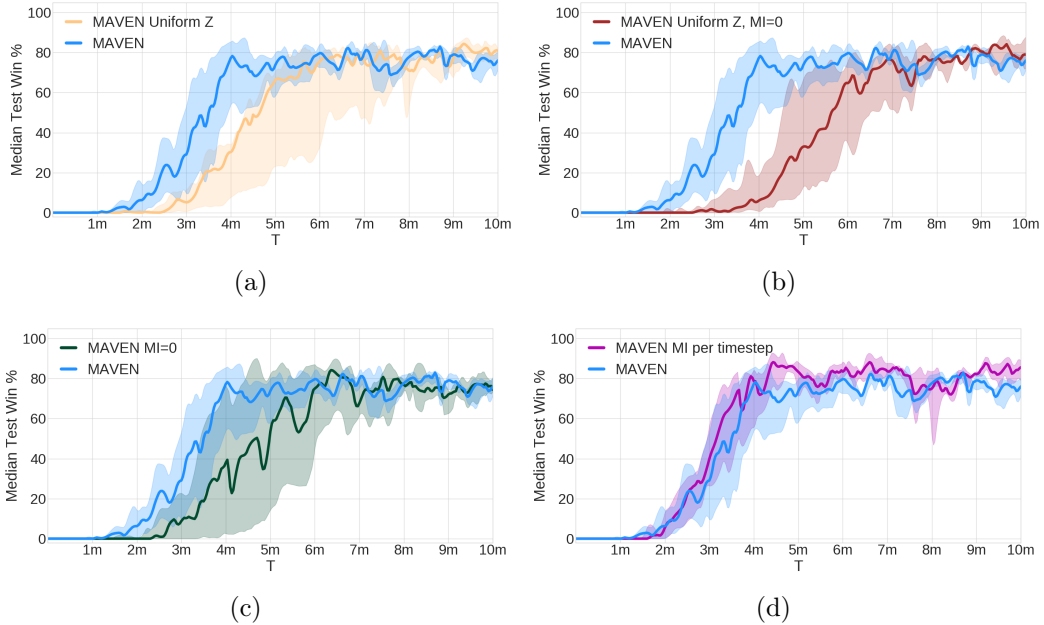 MAVEN Uniform Z
MAVEN
Median Test Win %
100
80
60
40
20
0
1m 2m 3m 4m 5m 6m 7m 8m 9m 10m
T
(a)
MAVEN Uniform Z, MI=0
MAVEN
Median Test Win %
100
80
60
40
20
0
1m 2m 3m 4m 5m 6m 7m 8m 9m 10m
T
(b)
MAVEN MI=0
MAVEN
Median Test Win %
100
80
60
40
20
0
1m 2m 3m 4m 5m 6m 7m 8m 9m 10m
T
(c)
MAVEN MI per timestep
MAVEN
Median Test Win %
100
80
60
40
20
0
1m 2m 3m 4m 5m 6m 7m 8m 9m 10m
T
(d)